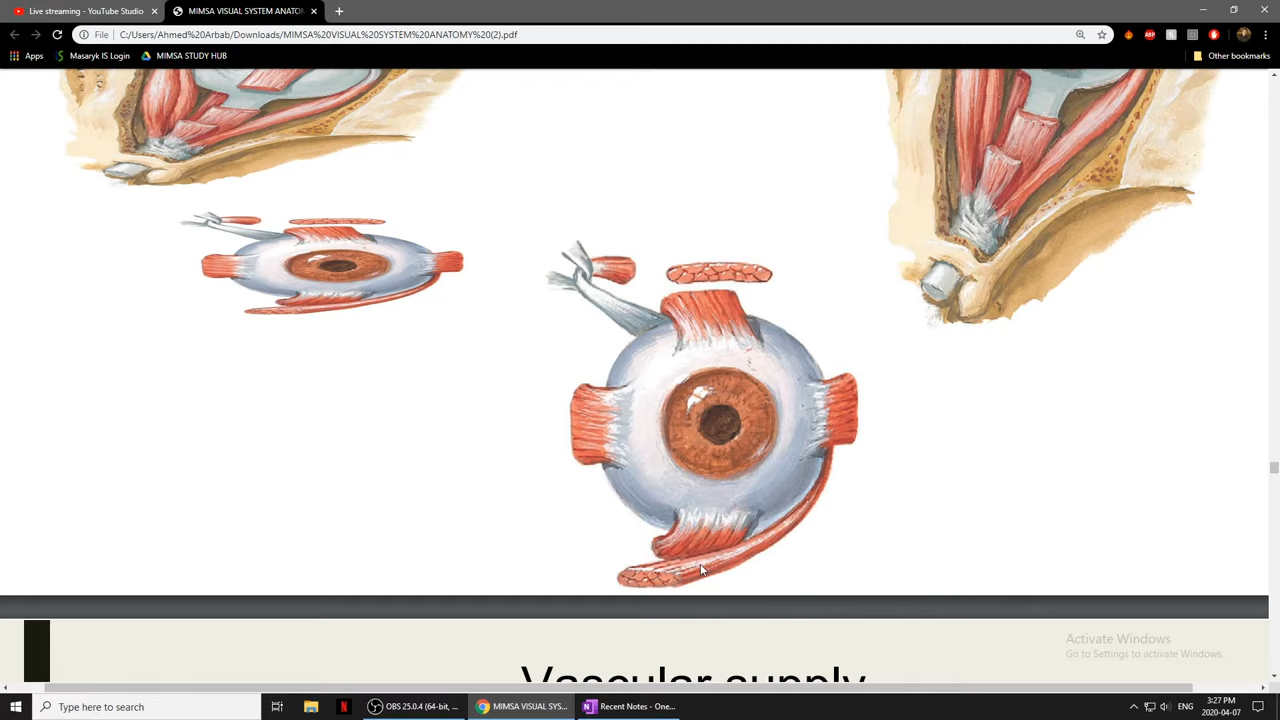 Live streaming - YouTube Studio
MIMSA VISUAL SYSTEM ANATOM
File
C:/Users/Ahmed%20Arbab/Downloads/MIMSA%20VISUAL%20SYSTEM%20ANATOMY%20(2).pdf
Apps
Masaryk IS Login
MIMSA STUDY HUB
Other bookmarks
ABP
Activate Windows
Go to Settings to activate Windows.
Vascular supply
Type here to search
OBS 25.0.4 (64-bit, ...
MIMSA VISUAL SYS...
Recent Notes - One...
ENG
3:27 PM
2020-04-07